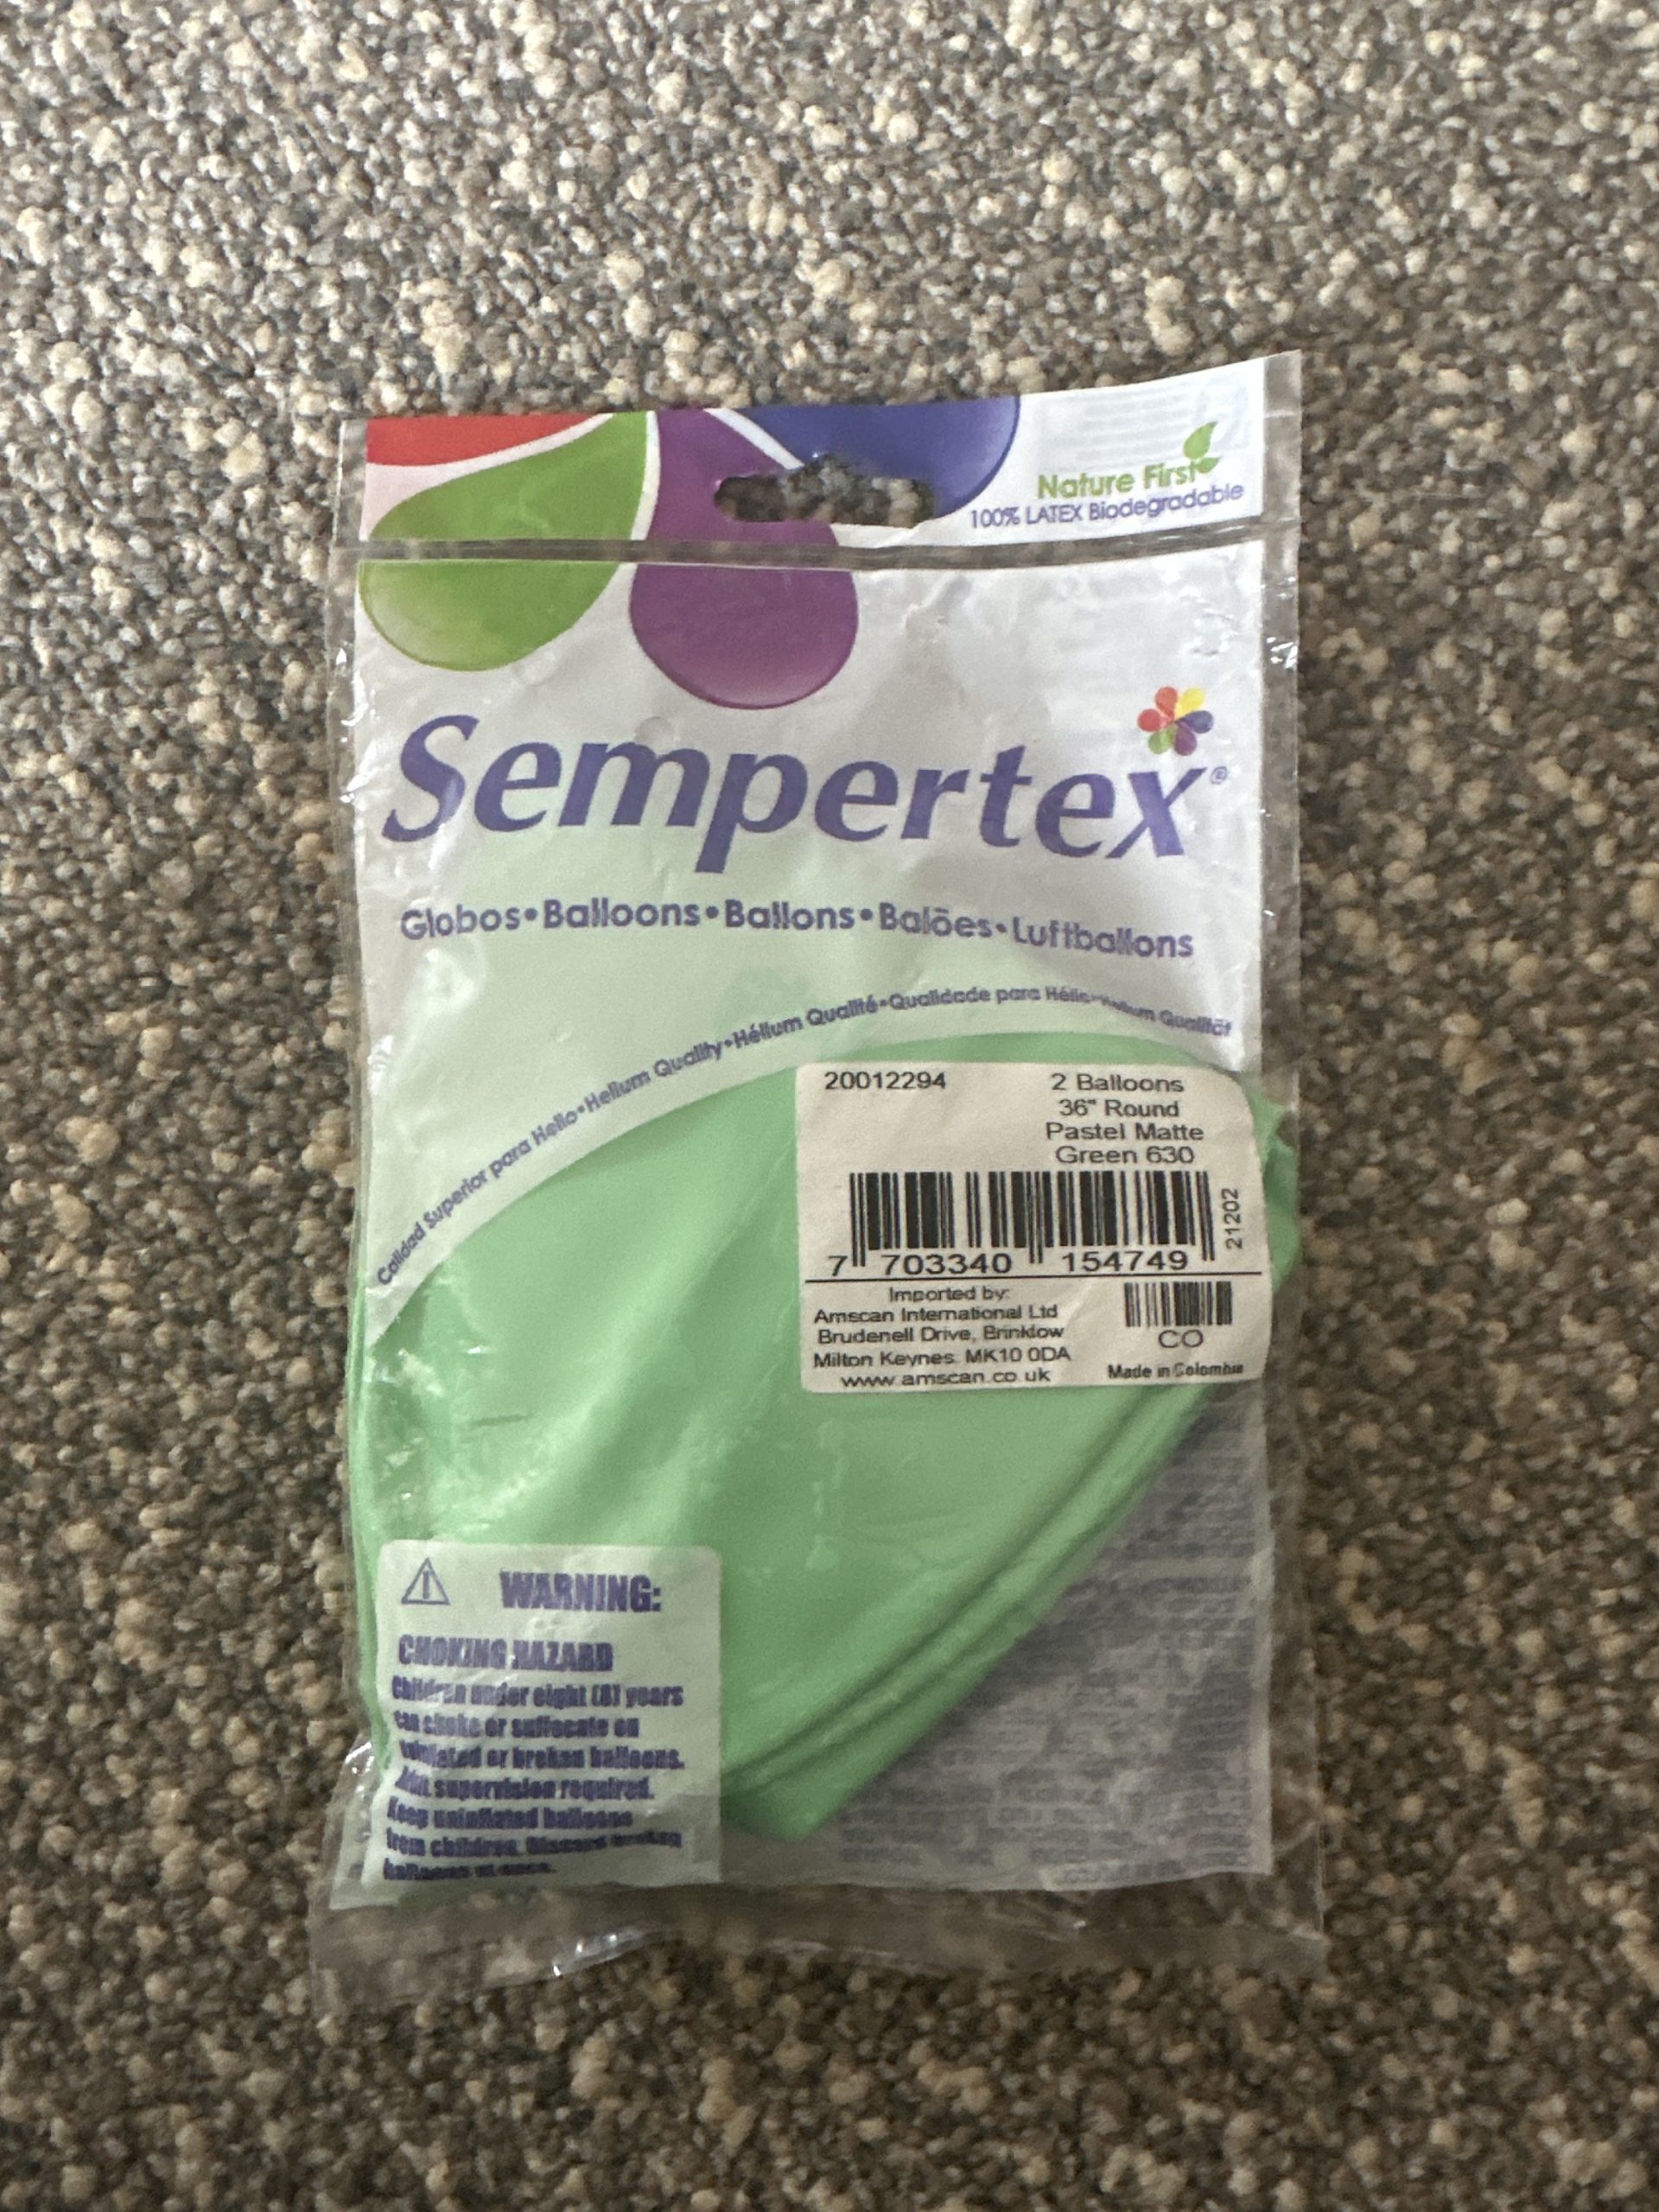 Nature First
100% LATEX Biodegradable
Sempertex®
Globos•Balloons•Ballons•Balões•Luftballons
Calidad Superior para Helio•Helium Quality•Hélium Qualité•Qualidade para Hélio•Helium Qualität
20012294
2 Balloons
36" Round
Pastel Matte
Green 630
21202
7 703340 154749
Imported by:
Amscan International Ltd
Brudenell Drive, Brinklow
Milton Keynes. MK10 0DA
www.amscan.co.uk
CO
Made in Colombia
WARNING:
CHOKING HAZARD
Children under eight (8) years
can choke or suffocate on
uninflated or broken balloons.
Adult supervision required.
Keep uninflated balloons
from children. Discard broken
balloons at once.